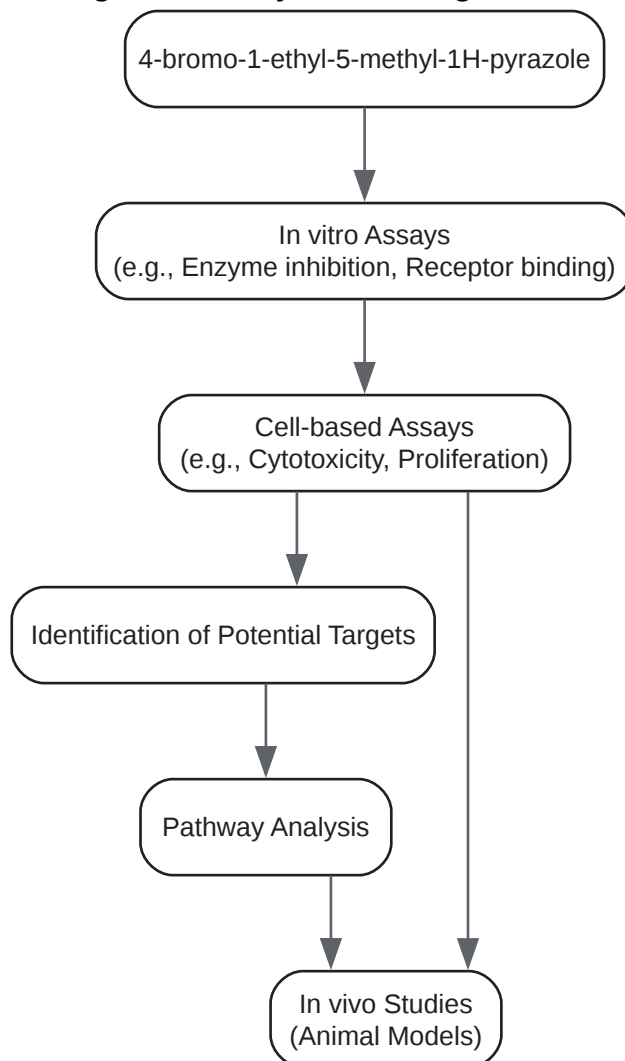 4-bromo-1-ethyl-5-methyl-1H-pyrazole
In vitro Assays
(e.g., Enzyme inhibition, Receptor binding)
Cell-based Assays
(e.g., Cytotoxicity, Proliferation)
Identification of Potential Targets
Pathway Analysis
In vivo Studies
(Animal Models)